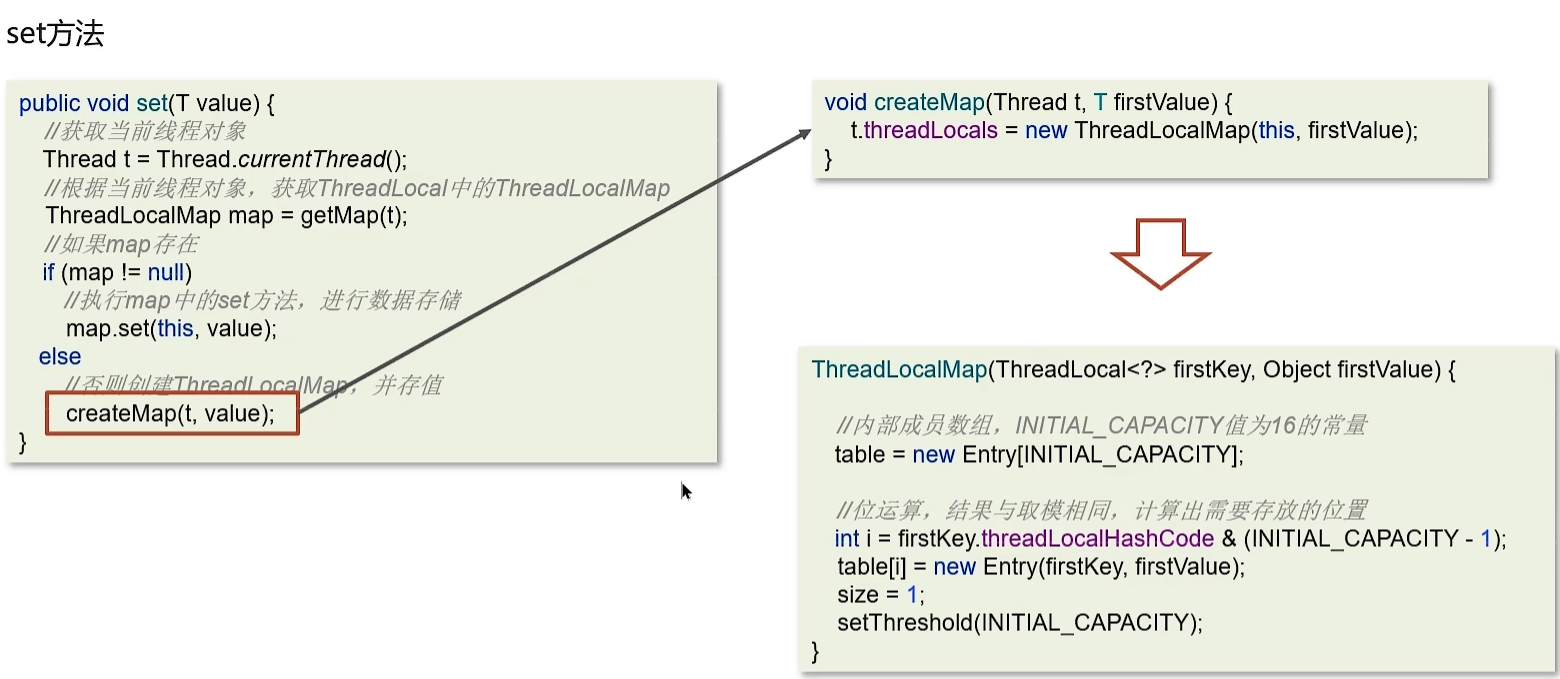 set方法
public void set(T value) {
//获取当前线程对象
Thread t = Thread.currentThread();
//根据当前线程对象，获取ThreadLocal中的ThreadLocalMap
ThreadLocalMap map = getMap(t);
//如果map存在
if (map != null)
//执行map中的set方法，进行数据存储
map.set(this, value);
else
//否则创建ThreadLocalMap，并存值
createMap(t, value);
}
void createMap(Thread t, T firstValue) {
t.threadLocals = new ThreadLocalMap(this, firstValue);
}
ThreadLocalMap(ThreadLocal<?> firstKey, Object firstValue) {
//内部成员数组，INITIAL_CAPACITY值为16的常量
table = new Entry[INITIAL_CAPACITY];
//位运算，结果与取模相同，计算出需要存放的位置
int i = firstKey.threadLocalHashCode & (INITIAL_CAPACITY - 1);
table[i] = new Entry(firstKey, firstValue);
size = 1;
setThreshold(INITIAL_CAPACITY);
}